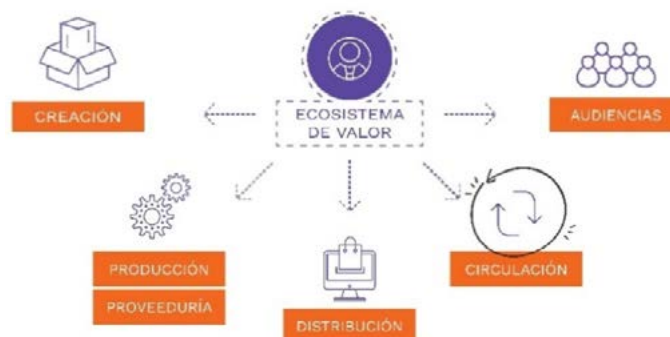 CREACIÓN
ECOSISTEMA
DE VALOR
AUDIENCIAS
PRODUCCIÓN
PROVEEDURÍA
DISTRIBUCIÓN
CIRCULACIÓN